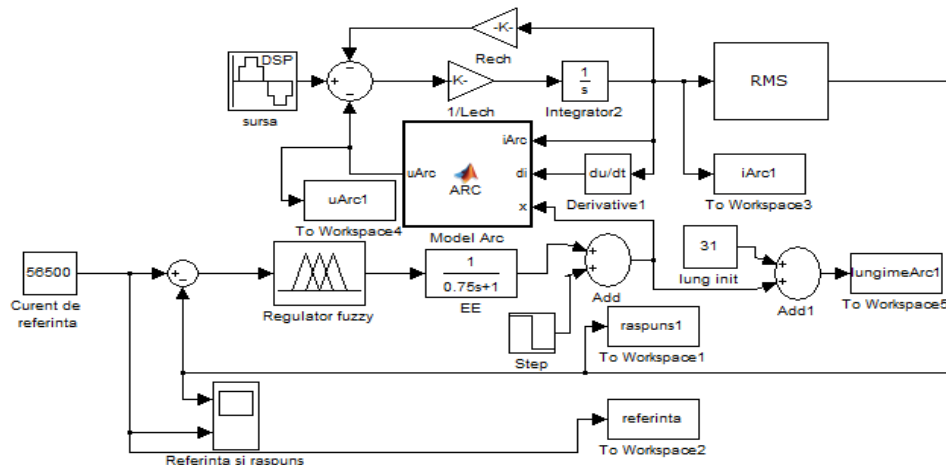 -K-
Rech
DSP
sursa
K-
1/Lech
1
s
Integrator2
RMS
iArc
uArc
di
ARC
x
Model Arc
du/dt
Derivative1
iArc1
To Workspace3
uArc1
To Workspace4
56500
Curent de
referinta
Regulator fuzzy
1
0.75s+1
EE
Add
31
lung init
Add1
lungimeArc1
To Workspace5
Step
raspuns1
To Workspace1
referinta
To Workspace2
Referinta si raspuns